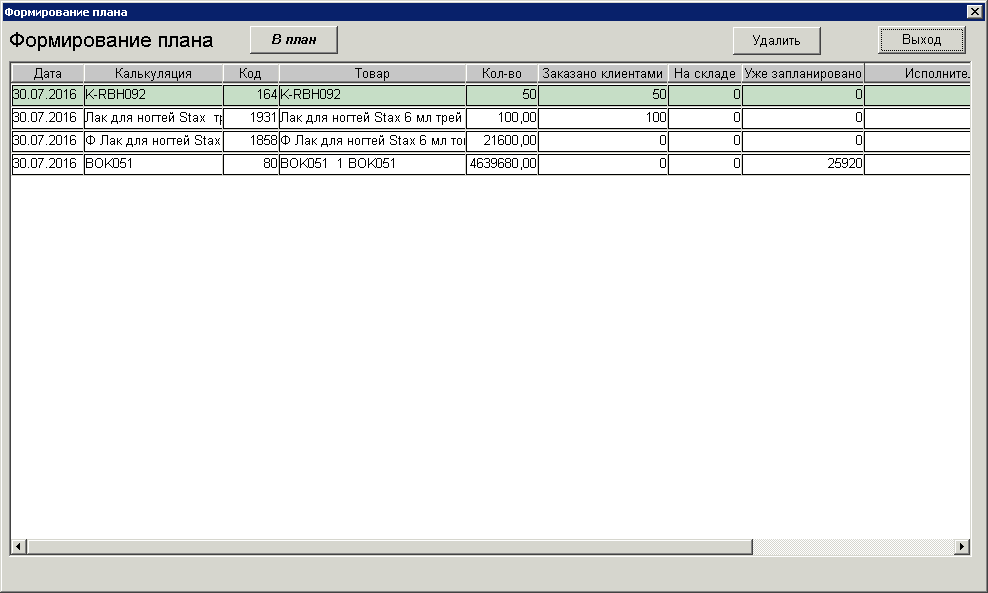 Формирование плана
Формирование плана В план Удалить Выход
Дата Калькуляция Код Товар Кол-во Заказано клиентами На складе Уже запланировано Исполните
30.07.2016 K-RBH092 164 K-RBH092 50 50 0 0
30.07.2016 Лак для ногтей Stax тр 1931 Лак для ногтей Stax 6 мл трей 100,00 100 0 0
30.07.2016 Ф Лак для ногтей Stax 1858 Ф Лак для ногтей Stax 6 мл то 21600,00 0 0 0
30.07.2016 BOK051 80 BOK051 1 BOK051 4639680,00 0 0 25920